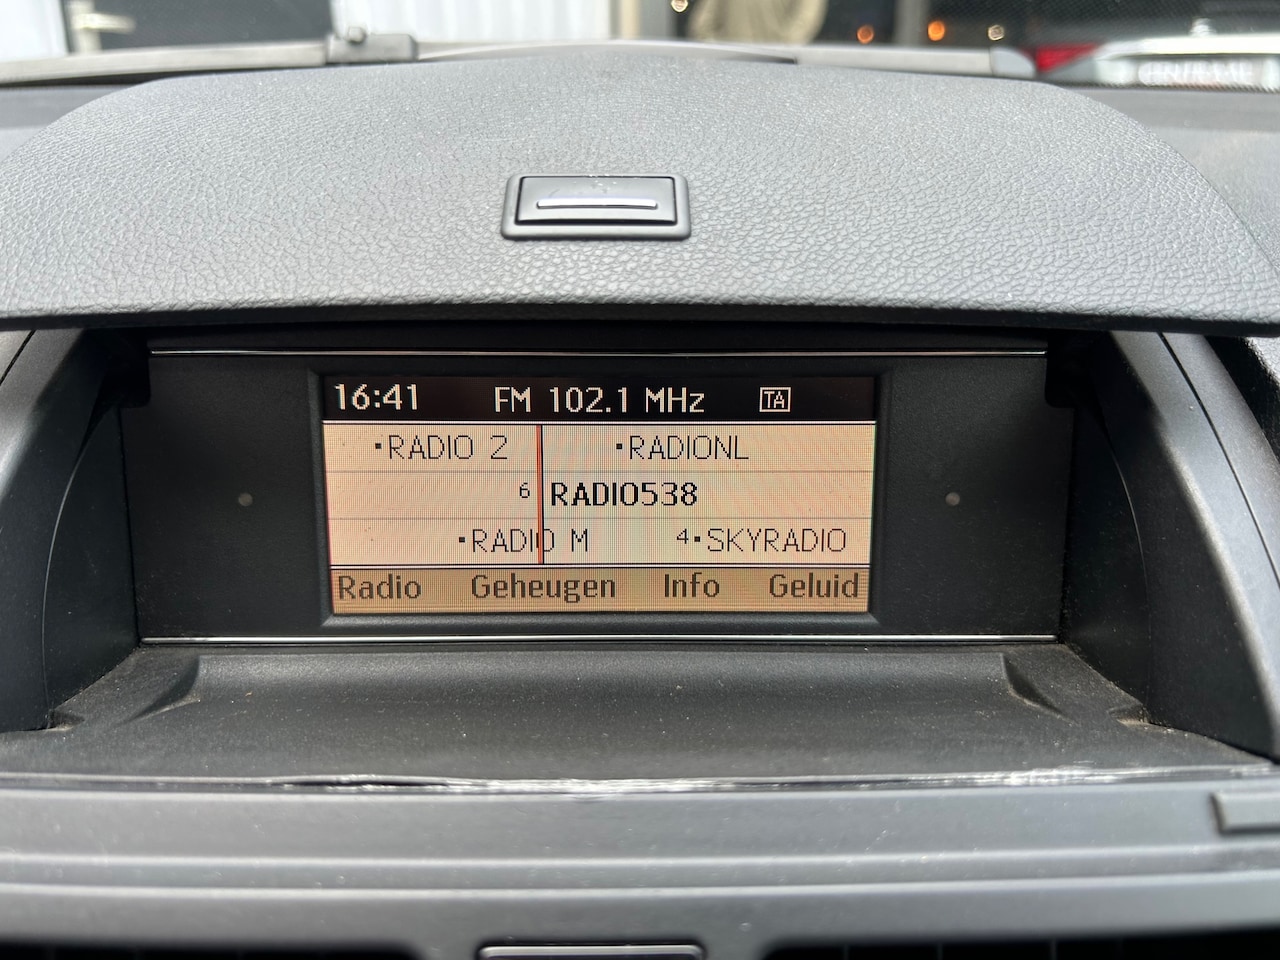 16:41 FM 102.1 MHz TA
▪RADIO 2 ▪RADIONL
6 RADIO538
▪RADIO M 4▪SKYRADIO
Radio Geheugen Info Geluid